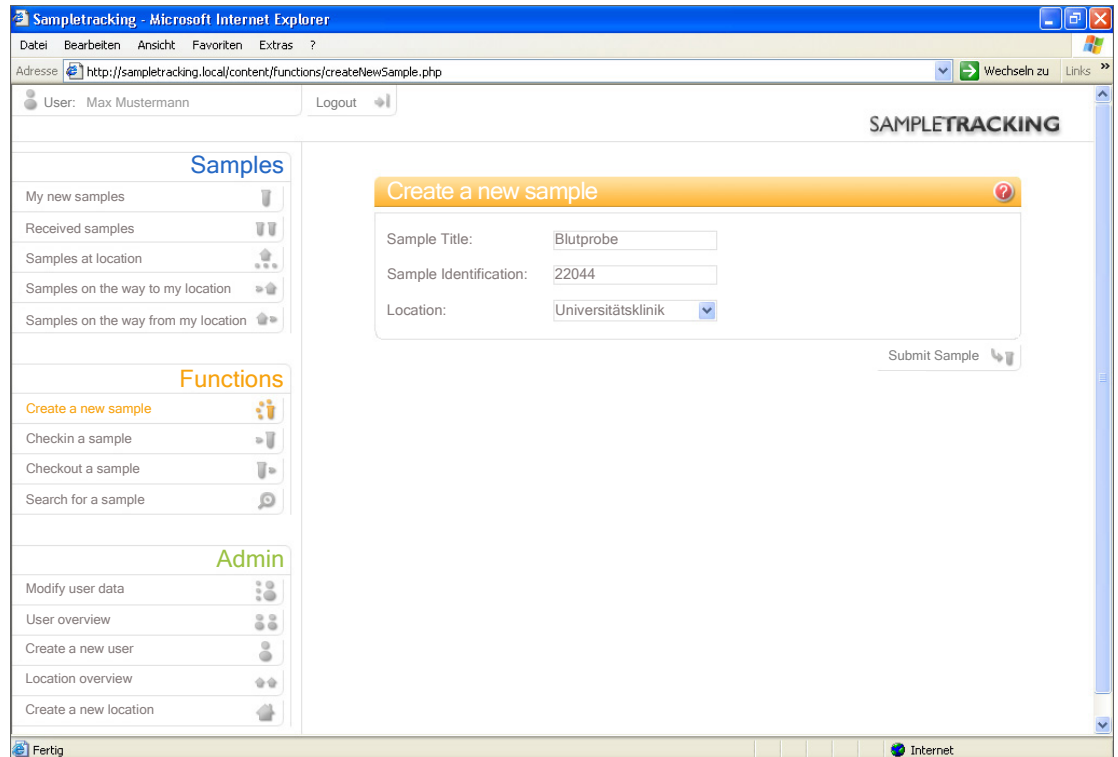 Sampletracking - Microsoft Internet Explorer
Datei Bearbeiten Ansicht Favoriten Extras ?
Adresse http://sampletracking.local/content/functions/createNewSample.php Wechseln zu Links »
User: Max Mustermann Logout
SAMPLETRACKING
Samples
My new samples
Received samples
Samples at location
Samples on the way to my location
Samples on the way from my location
Functions
Create a new sample
Checkin a sample
Checkout a sample
Search for a sample
Admin
Modify user data
User overview
Create a new user
Location overview
Create a new location
Create a new sample ?
Sample Title: Blutprobe
Sample Identification: 22044
Location: Universitätsklinik
Submit Sample
Fertig Internet